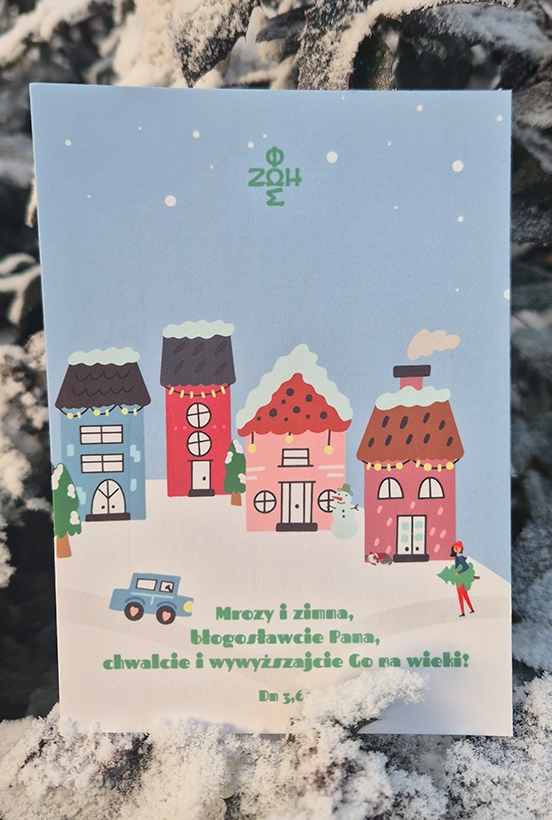 Φ
ΖΩΗ
Σ
Mrozy i zimna,
błogosławcie Pana,
chwalcie i wywyższajcie Go na wieki!
Dn 3,6